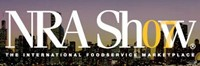 NRA Show®
THE INTERNATIONAL FOODSERVICE MARKETPLACE